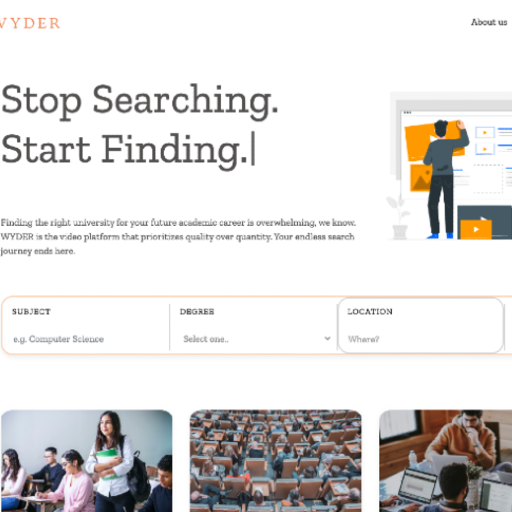 WYDER
About us
Stop Searching.
Start Finding.
Finding the right university for your future academic career is overwhelming, we know.
WYDER is the video platform that prioritizes quality over quantity. Your endless search
journey ends here.
SUBJECT
DEGREE
LOCATION
e.g. Computer Science
Select one..
Where?